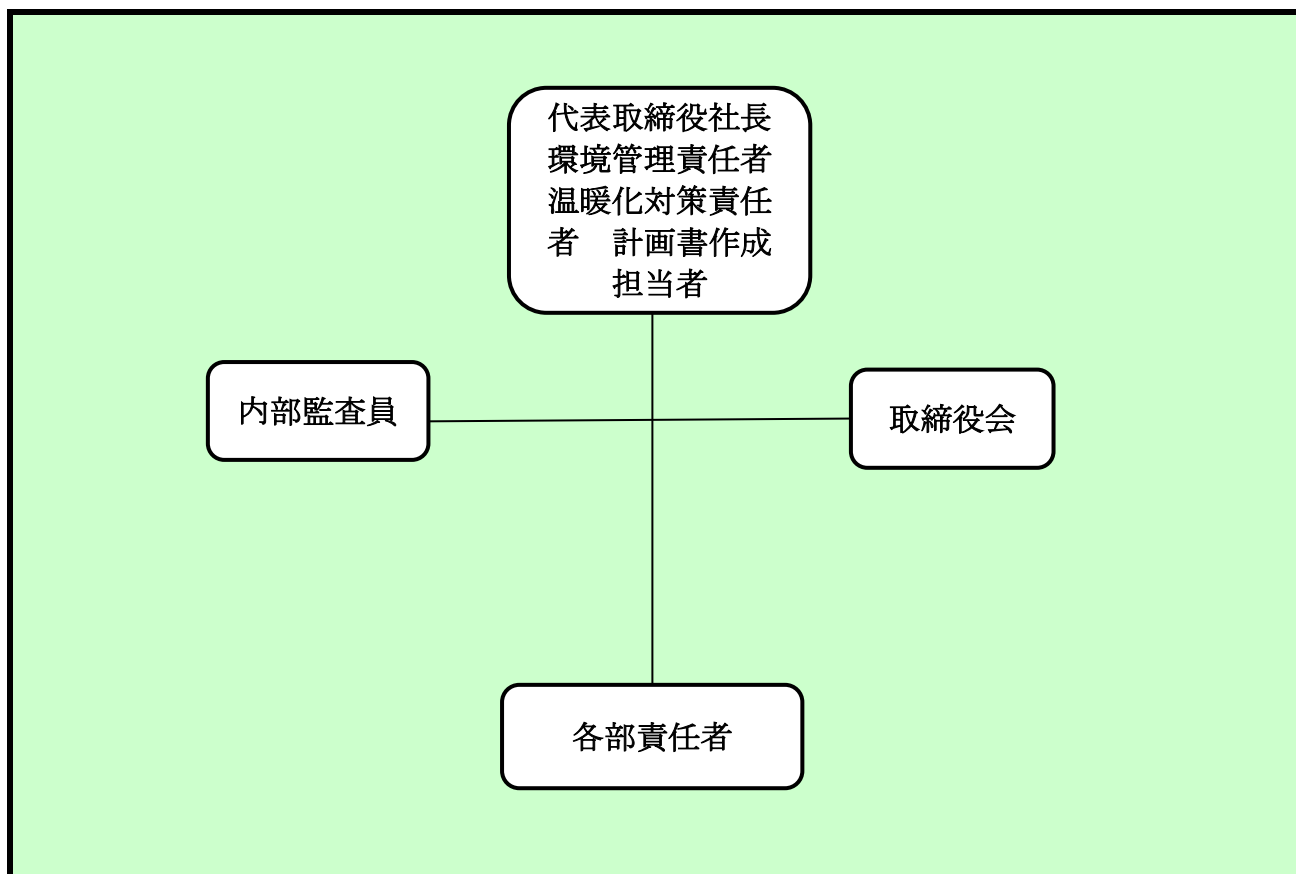 代表取締役社長
環境管理責任者
温暖化対策責任
者　計画書作成
担当者
内部監査員
取締役会
各部責任者